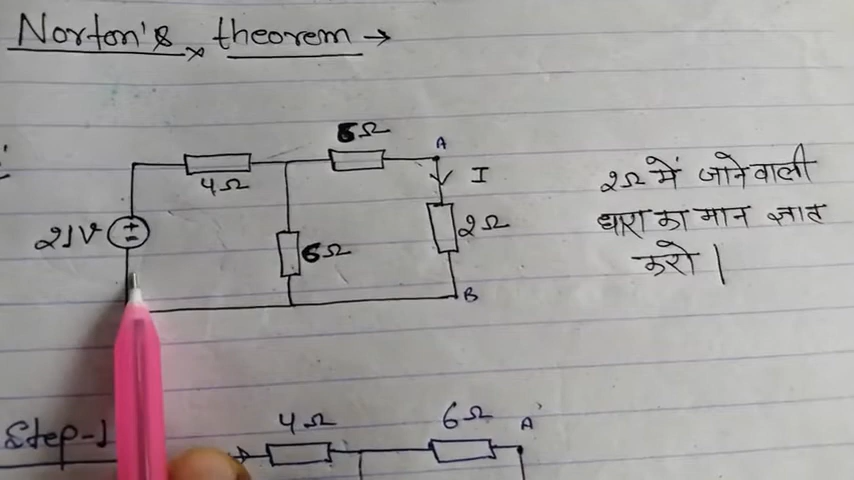 Norton's theorem →
6Ω
A
4Ω
I
2Ω में जाने वाली
21V
6Ω
2Ω
धारा का मान ज्ञात
करो |
B
Step-1
4Ω
6Ω
A